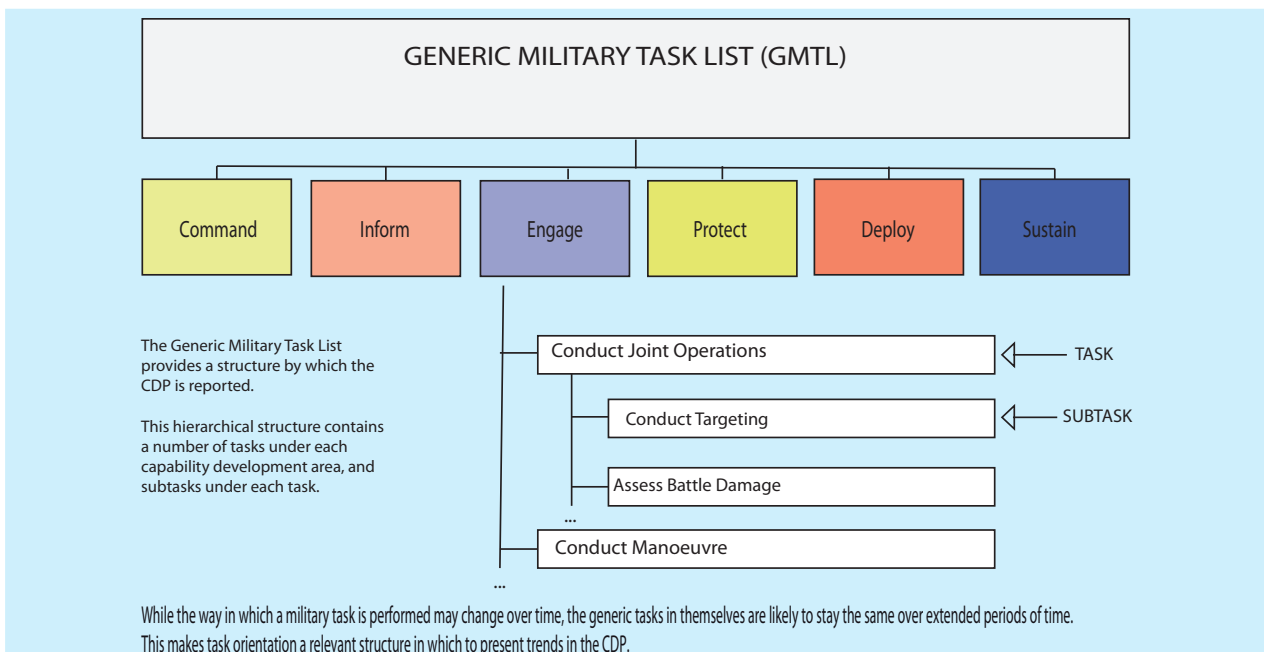 GENERIC MILITARY TASK LIST (GMTL)
Command
Inform
Engage
Protect
Deploy
Sustain
The Generic Military Task List
provides a structure by which the
CDP is reported.
This hierarchical structure contains
a number of tasks under each
capability development area, and
subtasks under each task.
Conduct Joint Operations
TASK
Conduct Targeting
SUBTASK
Assess Battle Damage
...
Conduct Manoeuvre
...
While the way in which a military task is performed may change over time, the generic tasks in themselves are likely to stay the same over extended periods of time.
This makes task orientation a relevant structure in which to present trends in the CDP.